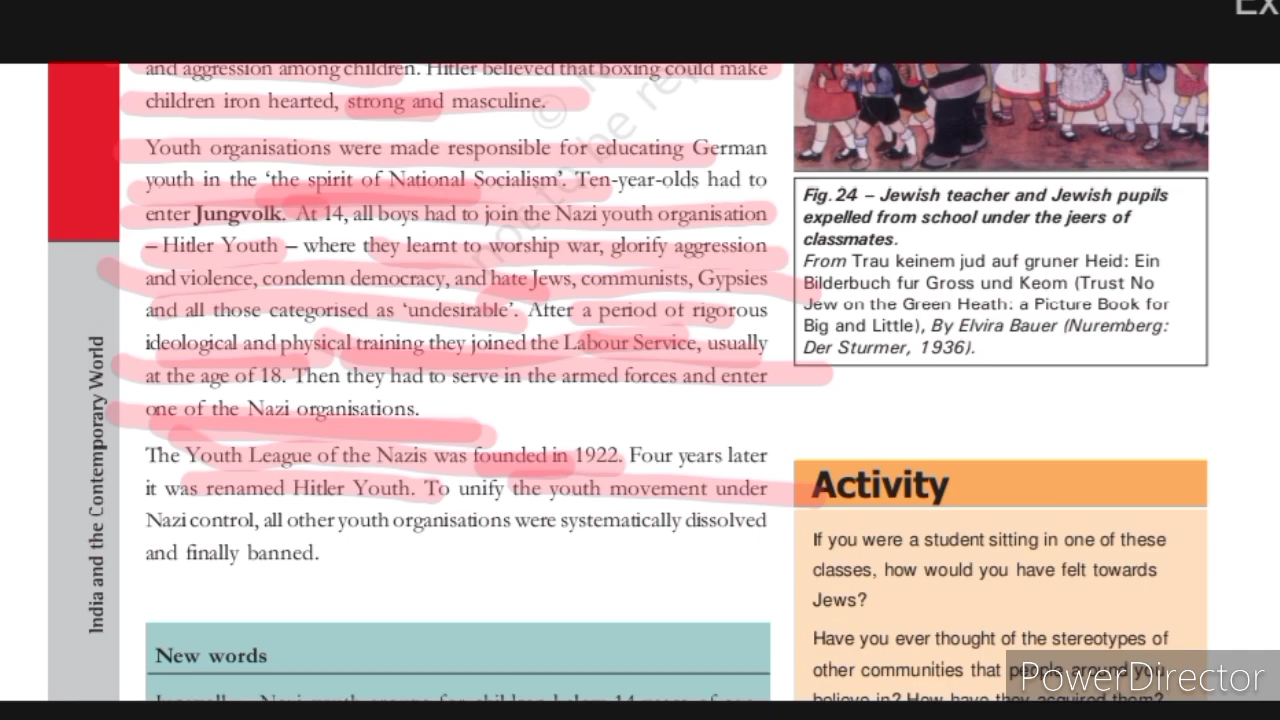 Ex
and aggression among children. Hitler believed that boxing could make
children iron hearted, strong and masculine.
Youth organisations were made responsible for educating German
youth in the ‘the spirit of National Socialism’. Ten-year-olds had to
enter Jungvolk. At 14, all boys had to join the Nazi youth organisation
– Hitler Youth – where they learnt to worship war, glorify aggression
and violence, condemn democracy, and hate Jews, communists, Gypsies
and all those categorised as ‘undesirable’. After a period of rigorous
ideological and physical training they joined the Labour Service, usually
at the age of 18. Then they had to serve in the armed forces and enter
one of the Nazi organisations.
The Youth League of the Nazis was founded in 1922. Four years later
it was renamed Hitler Youth. To unify the youth movement under
Nazi control, all other youth organisations were systematically dissolved
and finally banned.
New words
India and the Contemporary World
Fig. 24 – Jewish teacher and Jewish pupils
expelled from school under the jeers of
classmates.
From Trau keinem jud auf gruner Heid: Ein
Bilderbuch fur Gross und Keom (Trust No
Jew on the Green Heath: a Picture Book for
Big and Little), By Elvira Bauer (Nuremberg:
Der Sturmer, 1936).
Activity
If you were a student sitting in one of these
classes, how would you have felt towards
Jews?
Have you ever thought of the stereotypes of
other communities that people around you
believe in? How have they acquired them?
PowerDirector